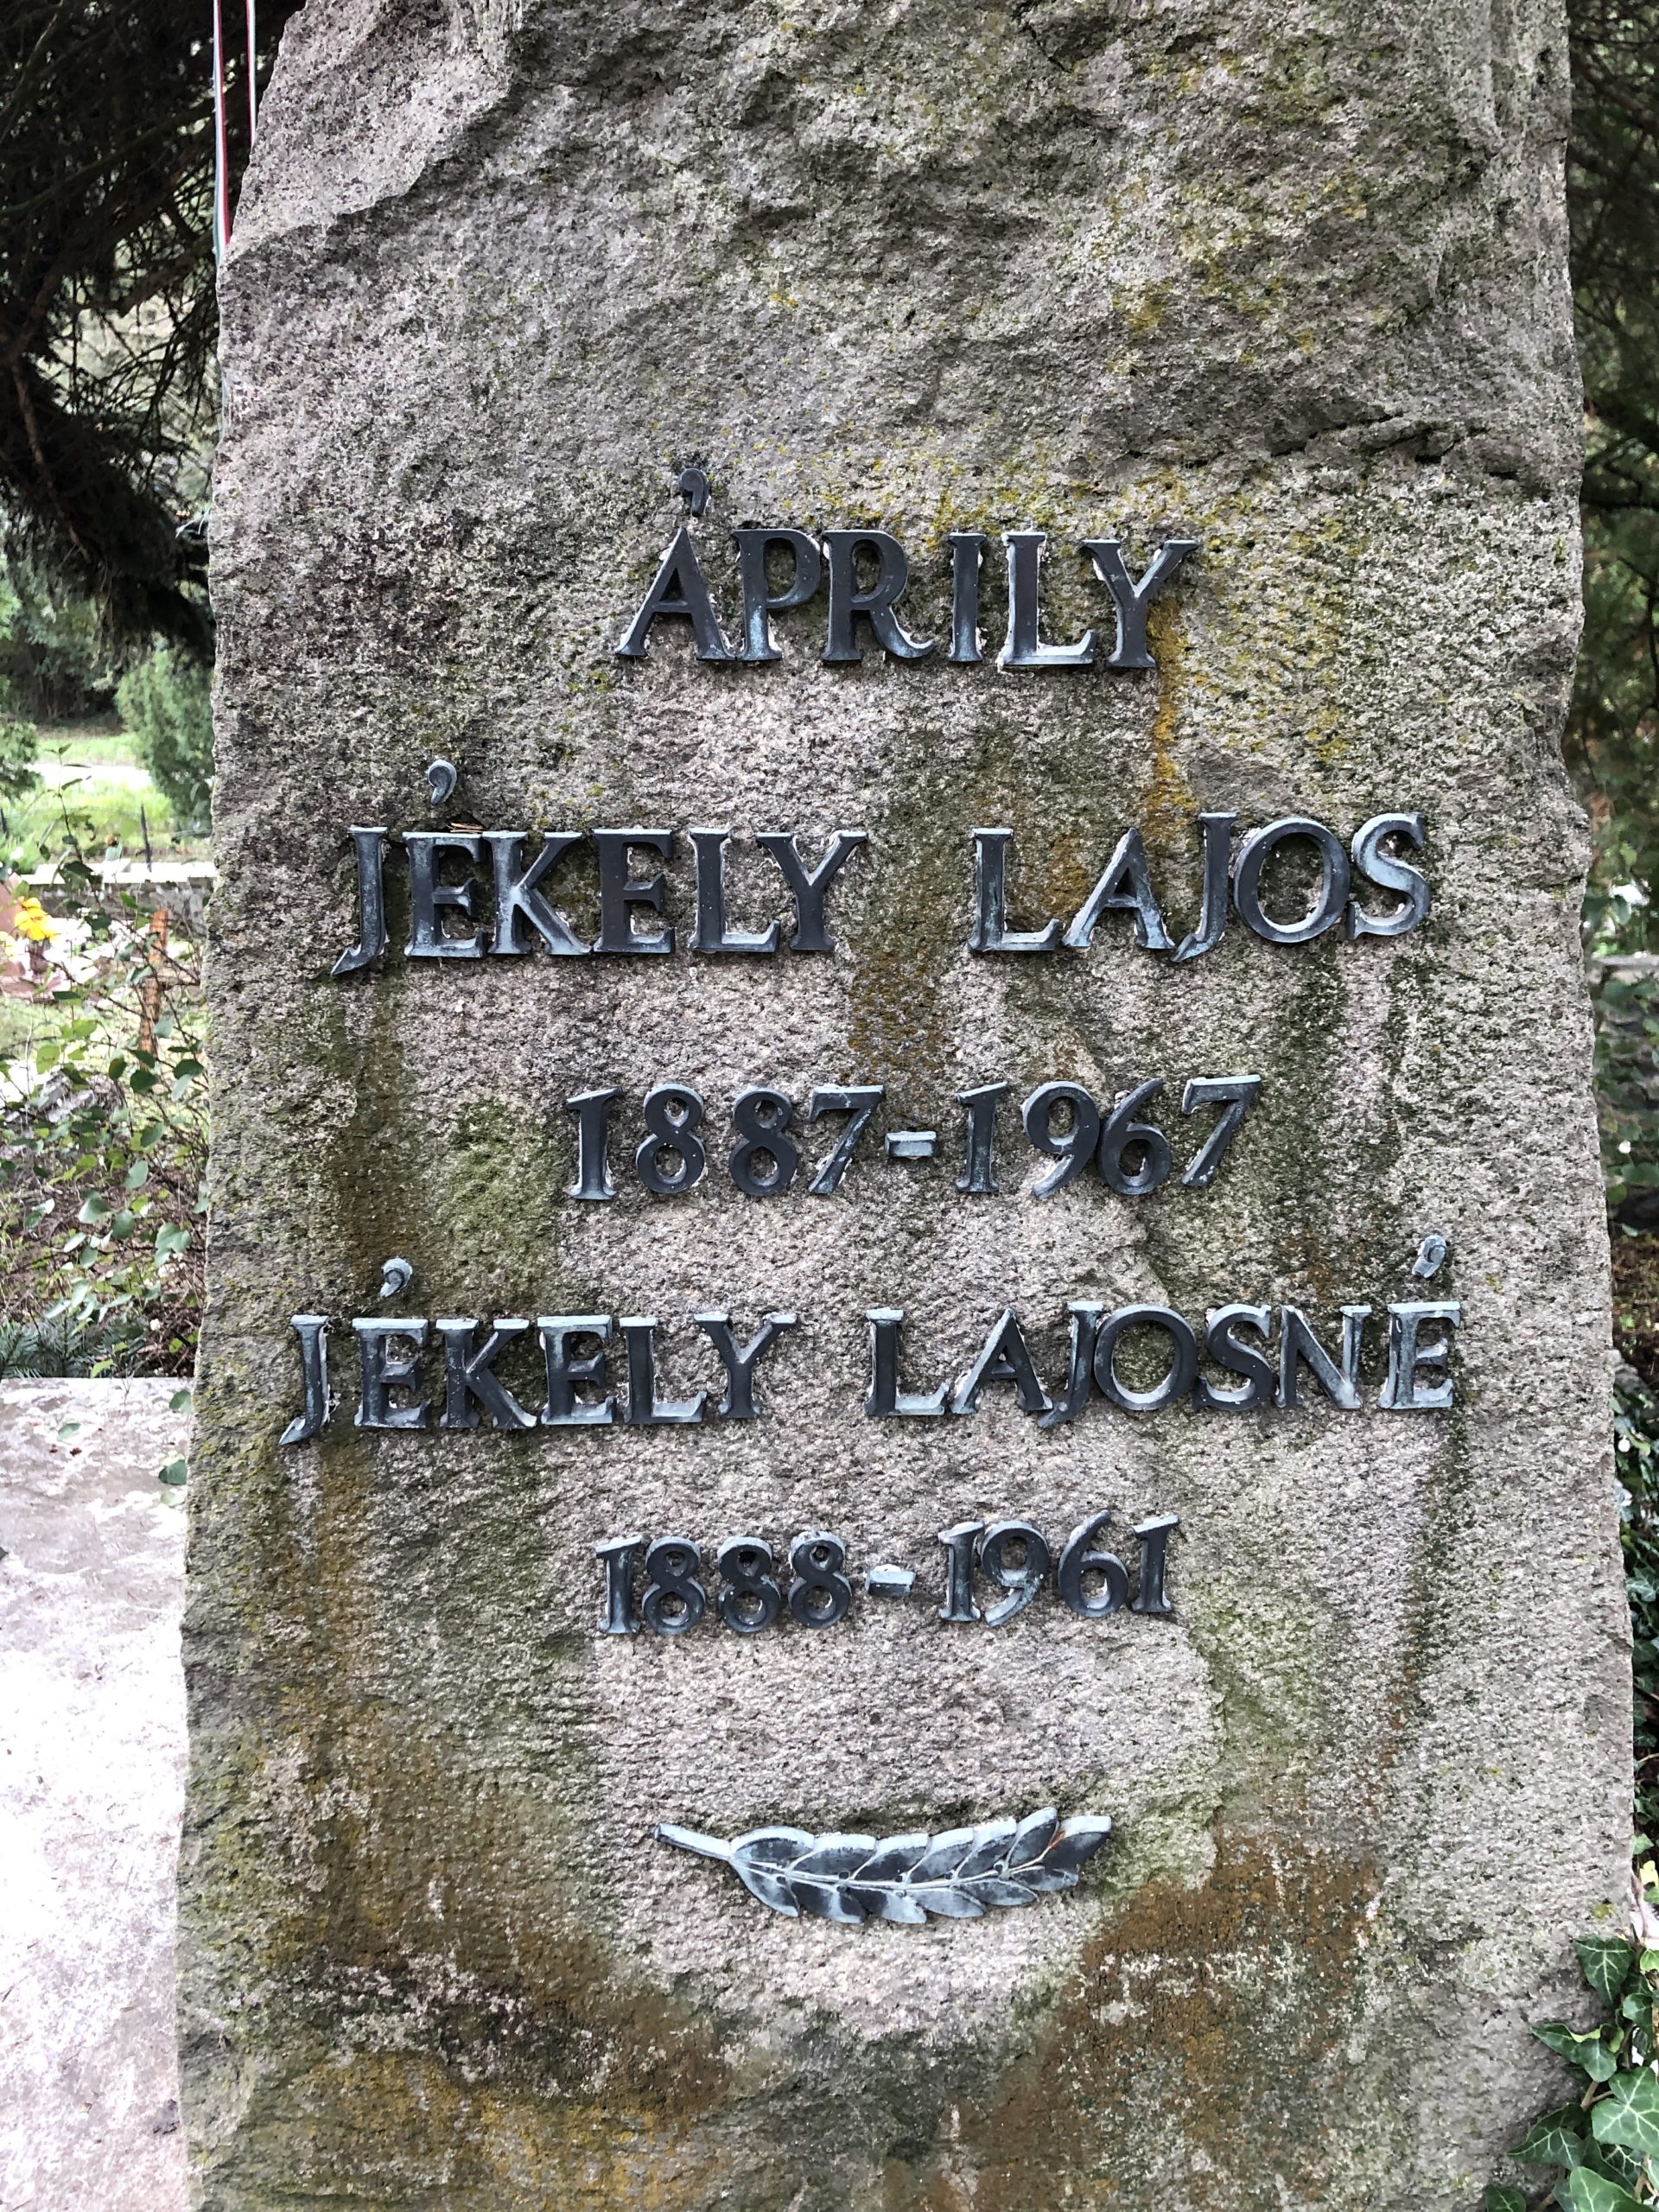 ÁPRILY
JÉKELY LAJOS
1887-1967
JÉKELY LAJOSNÉ
1888-1961